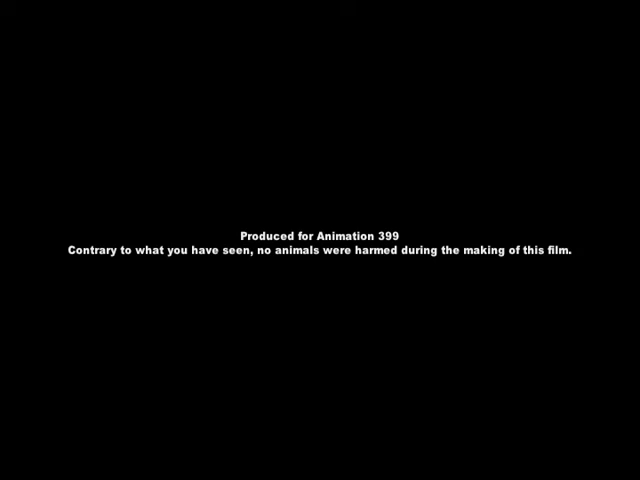 Produced for Animation 399
Contrary to what you have seen, no animals were harmed during the making of this film.